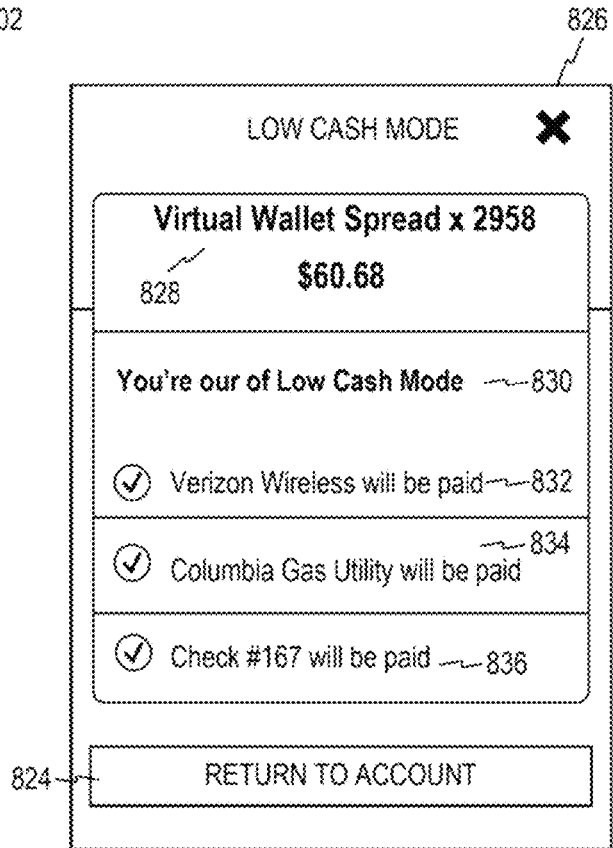 02
826
LOW CASH MODE
Virtual Wallet Spread x 2958
828
$60.68
You're our of Low Cash Mode 830
Verizon Wireless will be paid 832
834
Columbia Gas Utility will be paid
Check #167 will be paid 836
824 RETURN TO ACCOUNT